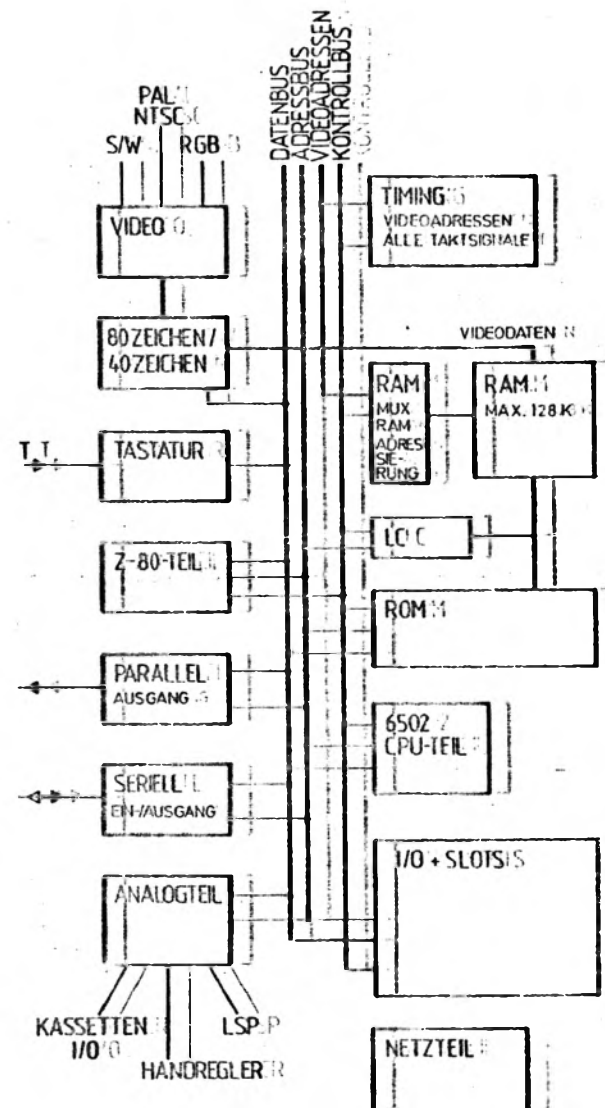 PAL
NTSC
S/W
RGB
DATENBUS
ADRESSBUS
VIDEOADRESSEN
KONTROLLBUS
VIDEO
80 ZEICHEN/
40 ZEICHEN
T.T.
TASTATUR
Z-80-TEIL
PARALLEL
AUSGANG
SERIELL
EIN-/AUSGANG
ANALOGTEIL
KASSETTEN
I/O
HANDREGLER
LSP
TIMING
VIDEOADRESSEN
ALLE TAKTSIGNALE
VIDEODATEN
RAM
MUX
RAM
ADRES
SIE-
RUNG
RAM
MAX. 128 K
LC
ROM
6502
CPU-TEIL
I/O + SLOTS
NETZTEIL